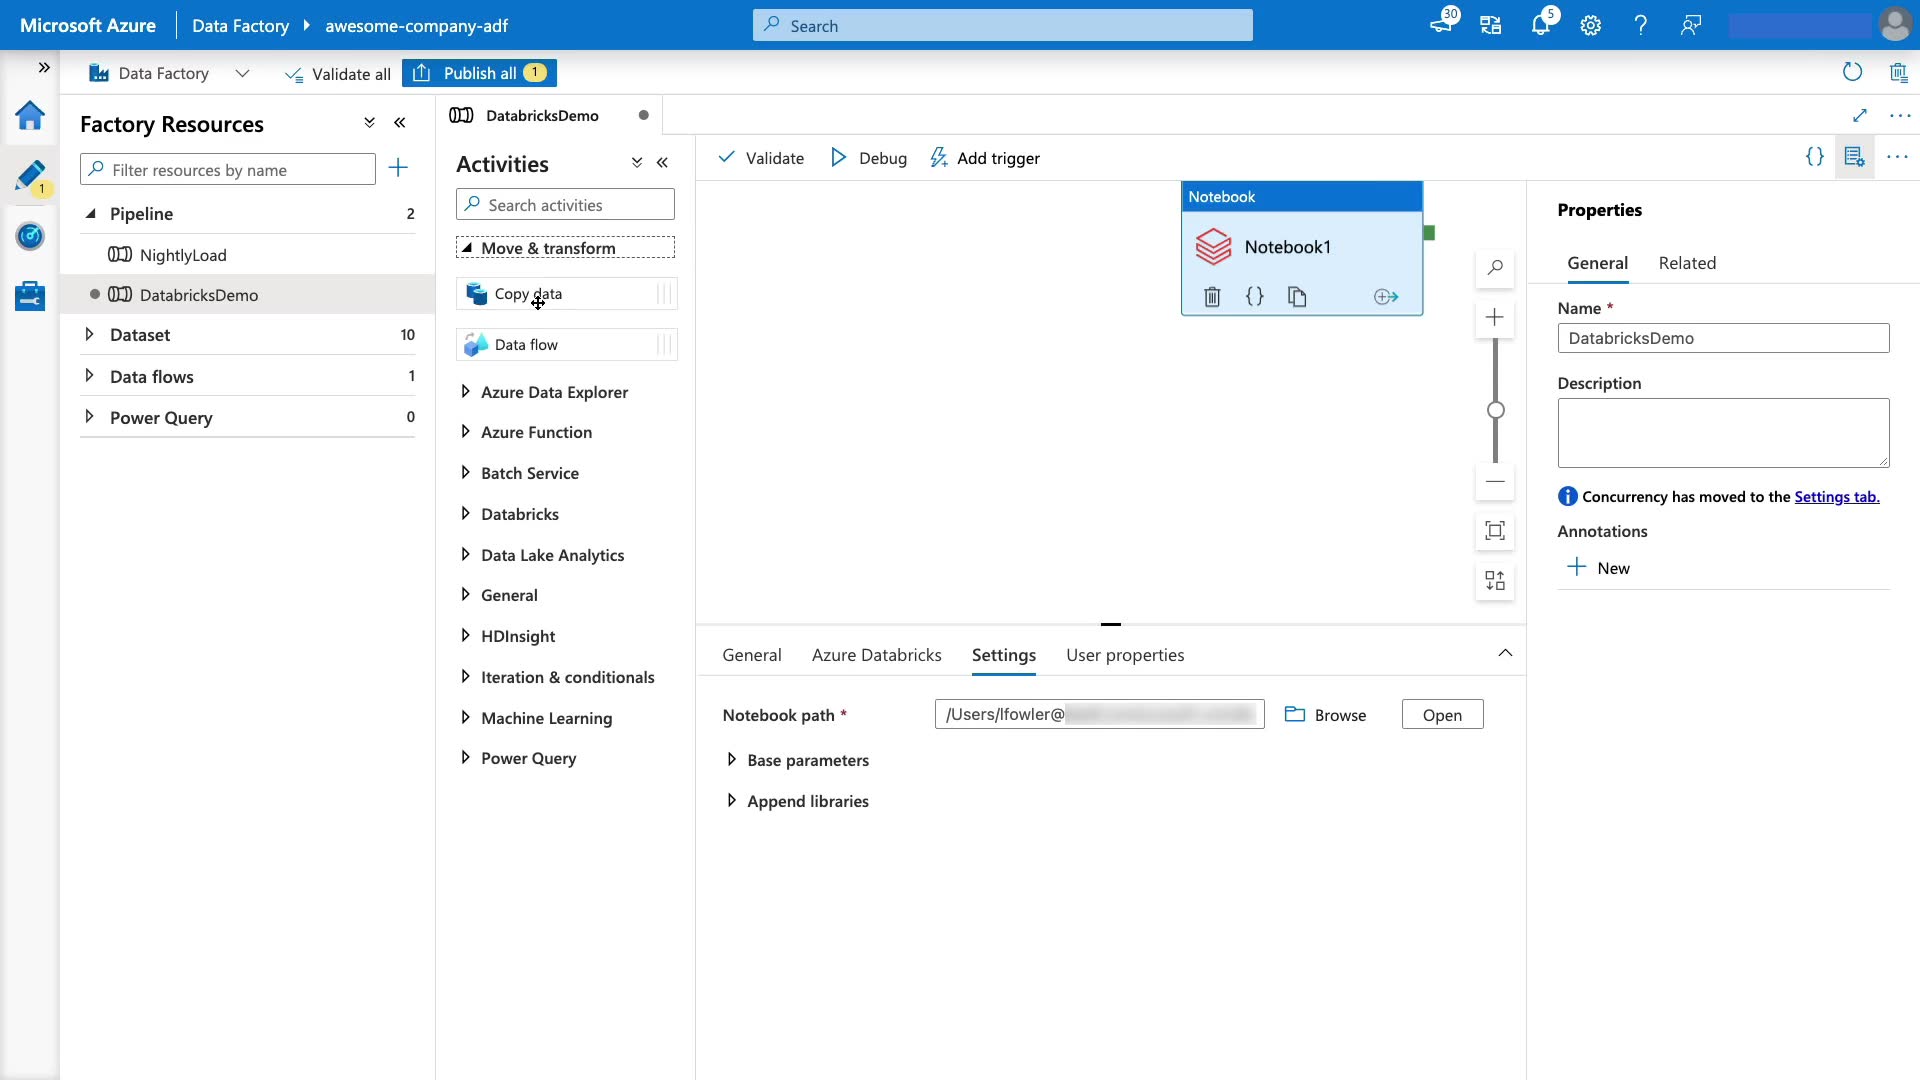 Microsoft Azure
Data Factory
awesome-company-adf
Search
30
5
Data Factory
Validate all
Publish all
1
1
Factory Resources
Filter resources by name
Pipeline
2
NightlyLoad
DatabricksDemo
Dataset
10
Data flows
1
Power Query
0
DatabricksDemo
Activities
Search activities
Move & transform
Copy data
Data flow
Azure Data Explorer
Azure Function
Batch Service
Databricks
Data Lake Analytics
General
HDInsight
Iteration & conditionals
Machine Learning
Power Query
Validate
Debug
Add trigger
Notebook
Notebook1
General
Azure Databricks
Settings
User properties
Notebook path *
/Users/lfowler@
Browse
Open
Base parameters
Append libraries
Properties
General
Related
Name *
DatabricksDemo
Description
Concurrency has moved to the Settings tab.
Annotations
New